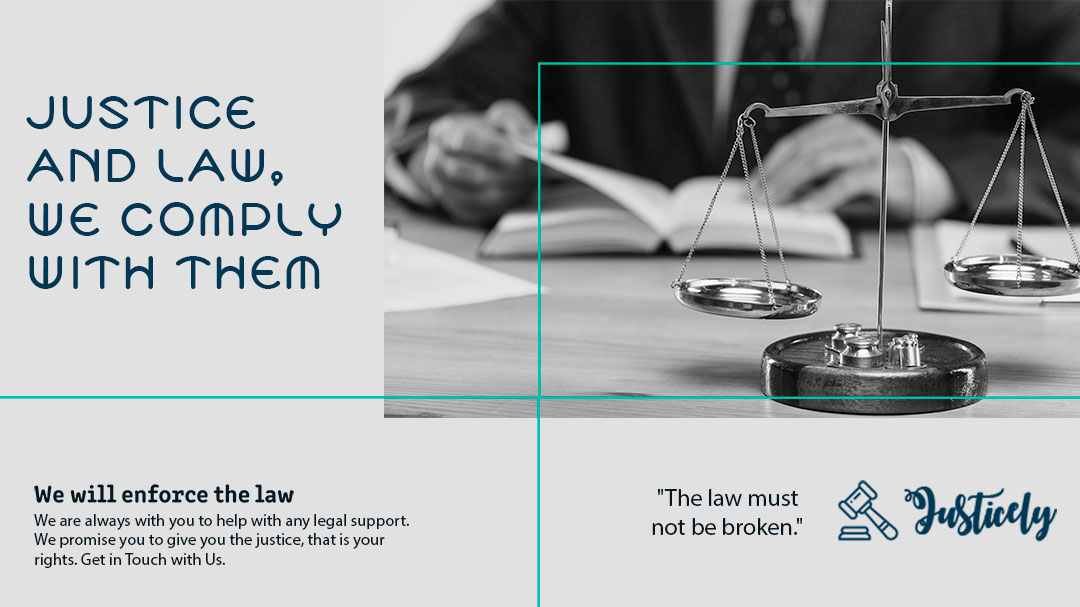 JUSTICE
AND LAW,
WE COMPLY
WITH THEM
We will enforce the law
We are always with you to help with any legal support.
We promise you to give you the justice, that is your
rights. Get in Touch with Us.
"The law must
not be broken."
Justicely